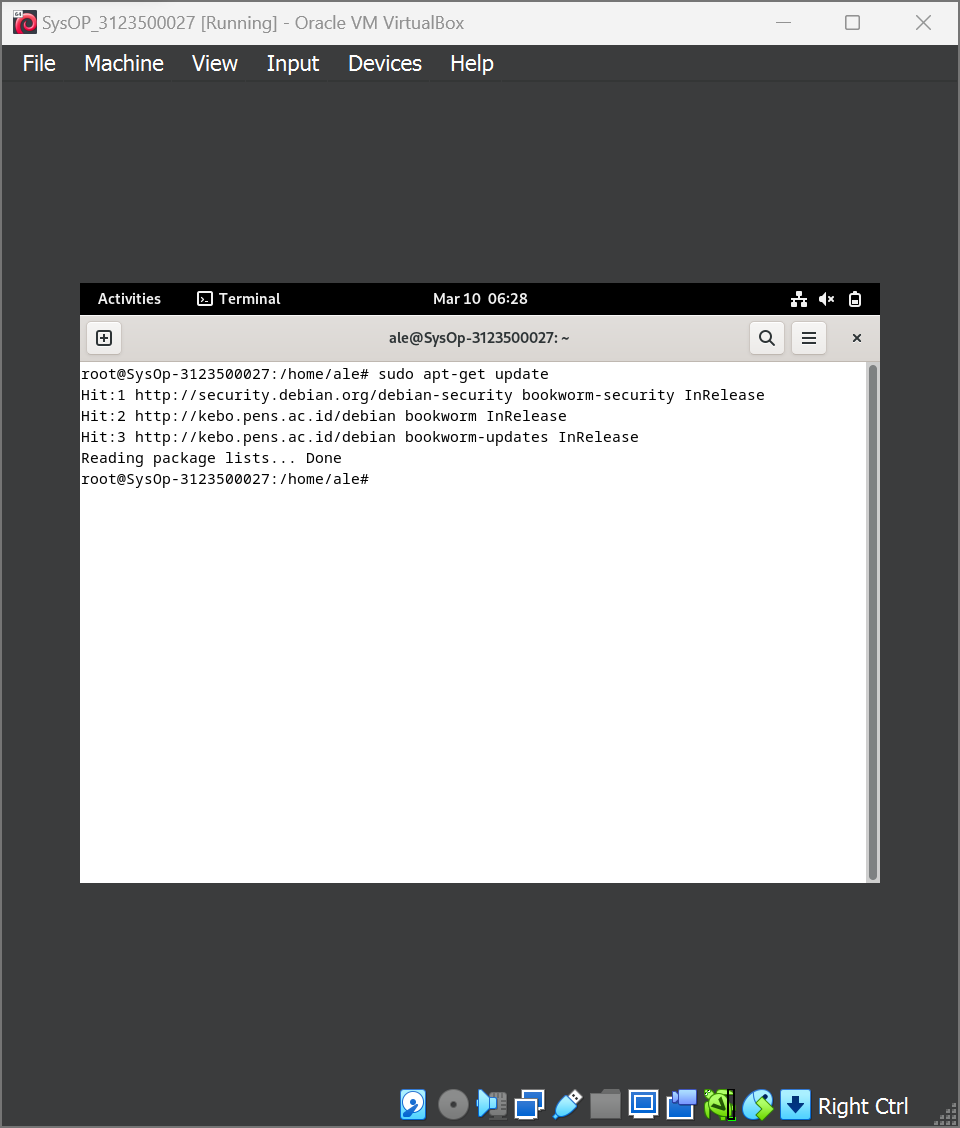 SysOP_3123500027 [Running] - Oracle VM VirtualBox
File Machine View Input Devices Help
Activities Terminal Mar 10 06:28
ale@SysOp-3123500027: ~
root@SysOp-3123500027:/home/ale# sudo apt-get update
Hit:1 http://security.debian.org/debian-security bookworm-security InRelease
Hit:2 http://kebo.pens.ac.id/debian bookworm InRelease
Hit:3 http://kebo.pens.ac.id/debian bookworm-updates InRelease
Reading package lists... Done
root@SysOp-3123500027:/home/ale#
Right Ctrl